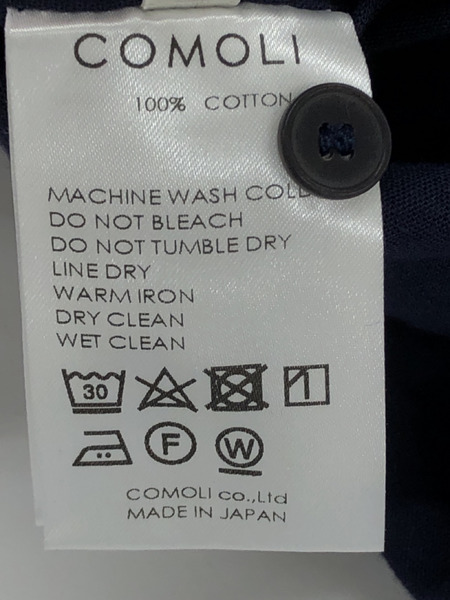 COMOLI
100% COTTON
MACHINE WASH COLD
DO NOT BLEACH
DO NOT TUMBLE DRY
LINE DRY
WARM IRON
DRY CLEAN
WET CLEAN
30
F W
COMOLI co.,Ltd
MADE IN JAPAN